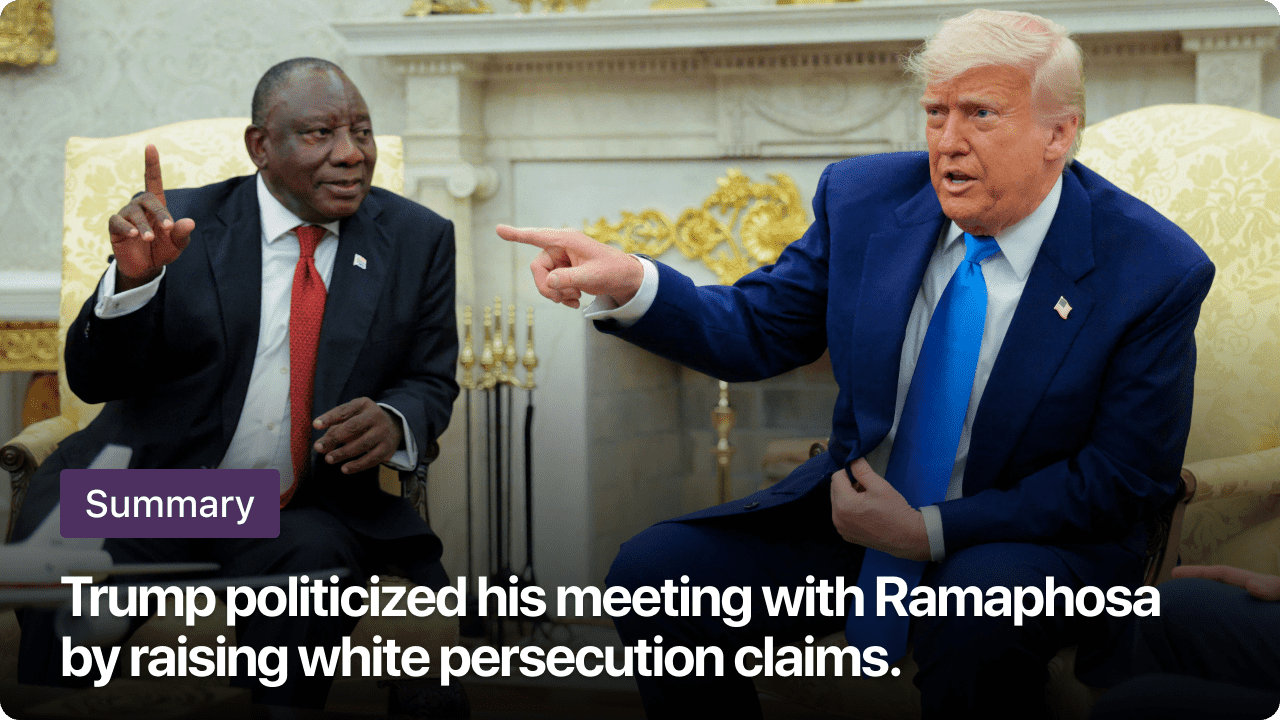 Summary
Trump politicized his meeting with Ramaphosa
by raising white persecution claims.